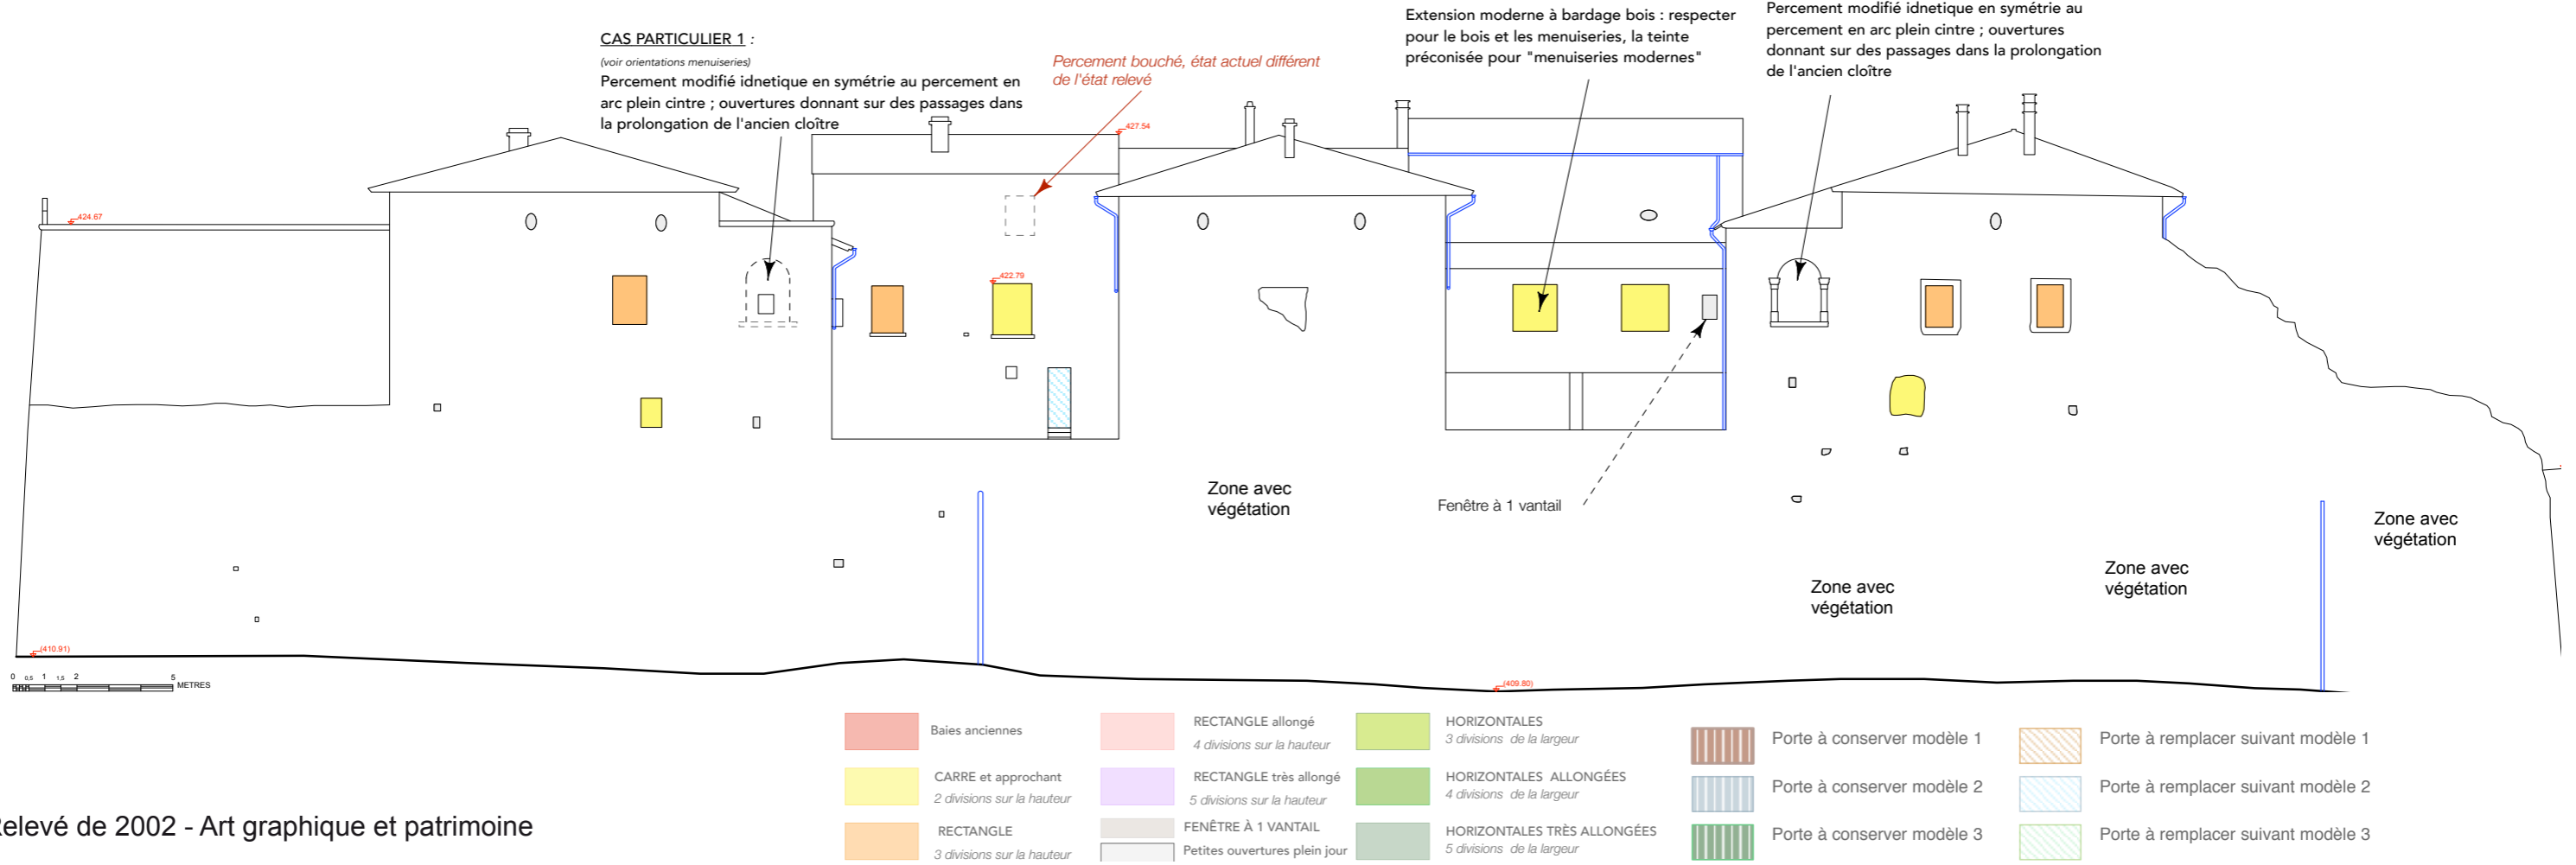 CAS PARTICULIER 1 :
(voir orientations menuiseries)
Percement modifié idnetique en symétrie au percement en
arc plein cintre ; ouvertures donnant sur des passages dans
la prolongation de l'ancien cloître
Percement bouché, état actuel différent
de l'état relevé
Extension moderne à bardage bois : respecter
pour le bois et les menuiseries, la teinte
préconisée pour "menuiseries modernes"
Percement modifié idnetique en symétrie au
percement en arc plein cintre ; ouvertures
donnant sur des passages dans la prolongation
de l'ancien cloître
427.54
424.67
422.79
Zone avec
végétation
Fenêtre à 1 vantail
Zone avec
végétation
Zone avec
végétation
Zone avec
végétation
(410.91)
(409.80)
0 0,5 1 1,5 2 5
METRES
Baies anciennes
CARRE et approchant
2 divisions sur la hauteur
RECTANGLE
3 divisions sur la hauteur
RECTANGLE allongé
4 divisions sur la hauteur
RECTANGLE très allongé
5 divisions sur la hauteur
FENÊTRE À 1 VANTAIL
Petites ouvertures plein jour
HORIZONTALES
3 divisions de la largeur
HORIZONTALES ALLONGÉES
4 divisions de la largeur
HORIZONTALES TRÈS ALLONGÉES
5 divisions de la largeur
Porte à conserver modèle 1
Porte à conserver modèle 2
Porte à conserver modèle 3
Porte à remplacer suivant modèle 1
Porte à remplacer suivant modèle 2
Porte à remplacer suivant modèle 3
Relevé de 2002 - Art graphique et patrimoine